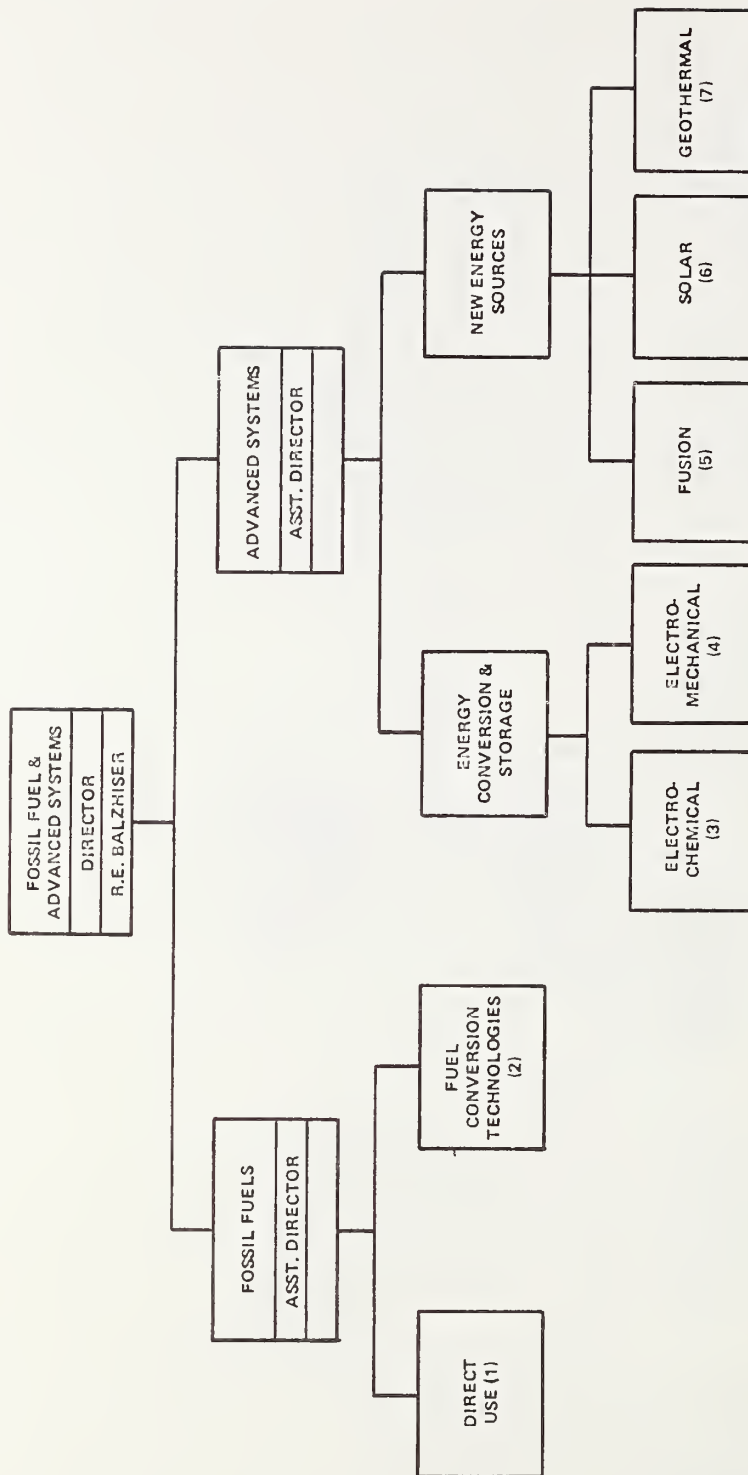 FOSSIL FUEL &
ADVANCED SYSTEMS
DIRECTOR
R.E. BALZHISER
FOSSIL FUELS
ASST. DIRECTOR
ADVANCED SYSTEMS
ASST. DIRECTOR
DIRECT
USE (1)
FUEL
CONVERSION
TECHNOLOGIES
(2)
ENERGY
CONVERSION &
STORAGE
NEW ENERGY
SOURCES
ELECTRO-
CHEMICAL
(3)
ELECTRO-
MECHANICAL
(4)
FUSION
(5)
SOLAR
(6)
GEOTHERMAL
(7)